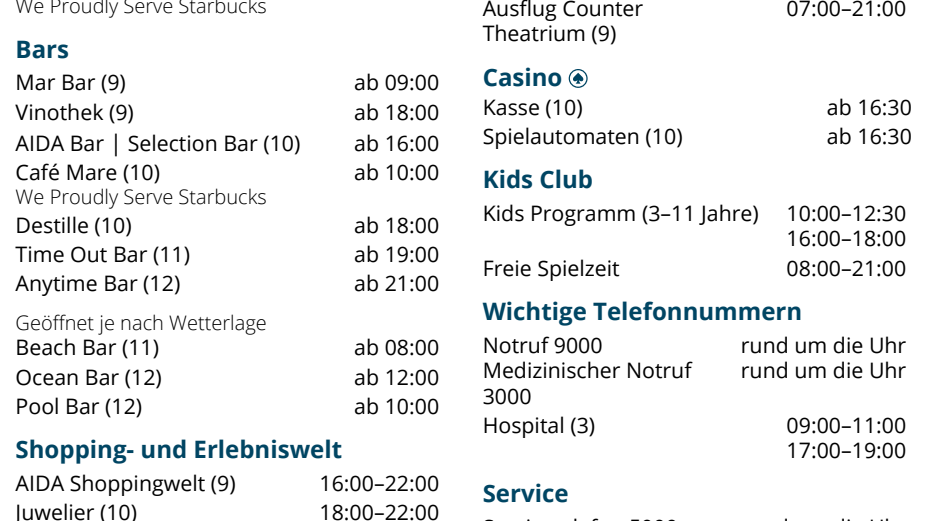 We Proudly Serve Starbucks
Bars
Mar Bar (9) ab 09:00
Vinothek (9) ab 18:00
AIDA Bar | Selection Bar (10) ab 16:00
Café Mare (10) ab 10:00
We Proudly Serve Starbucks
Destille (10) ab 18:00
Time Out Bar (11) ab 19:00
Anytime Bar (12) ab 21:00
Geöffnet je nach Wetterlage
Beach Bar (11) ab 08:00
Ocean Bar (12) ab 12:00
Pool Bar (12) ab 10:00
Shopping- und Erlebniswelt
AIDA Shoppingwelt (9) 16:00–22:00
Juwelier (10) 18:00–22:00
Ausflug Counter 07:00–21:00
Theatrium (9)
Casino
Kasse (10) ab 16:30
Spielautomaten (10) ab 16:30
Kids Club
Kids Programm (3–11 Jahre) 10:00–12:30
16:00–18:00
Freie Spielzeit 08:00–21:00
Wichtige Telefonnummern
Notruf 9000 rund um die Uhr
Medizinischer Notruf rund um die Uhr
3000
Hospital (3) 09:00–11:00
17:00–19:00
Service